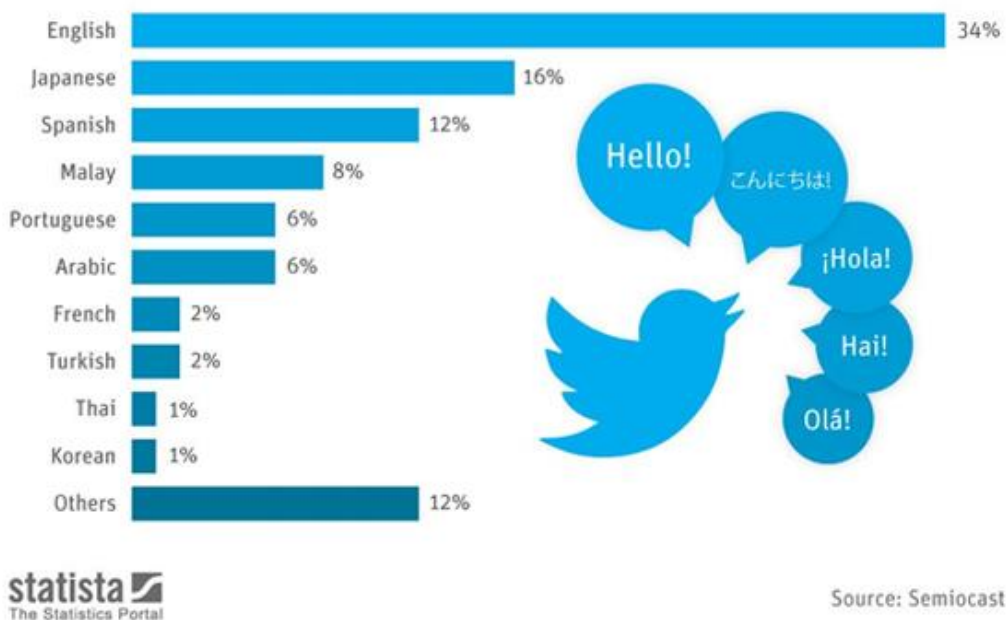 English 34%
Japanese 16%
Spanish 12%
Malay 8%
Portuguese 6%
Arabic 6%
French 2%
Turkish 2%
Thai 1%
Korean 1%
Others 12%
Hello!
こんにちは!
¡Hola!
Hai!
Olá!
statista
The Statistics Portal
Source: Semiocast